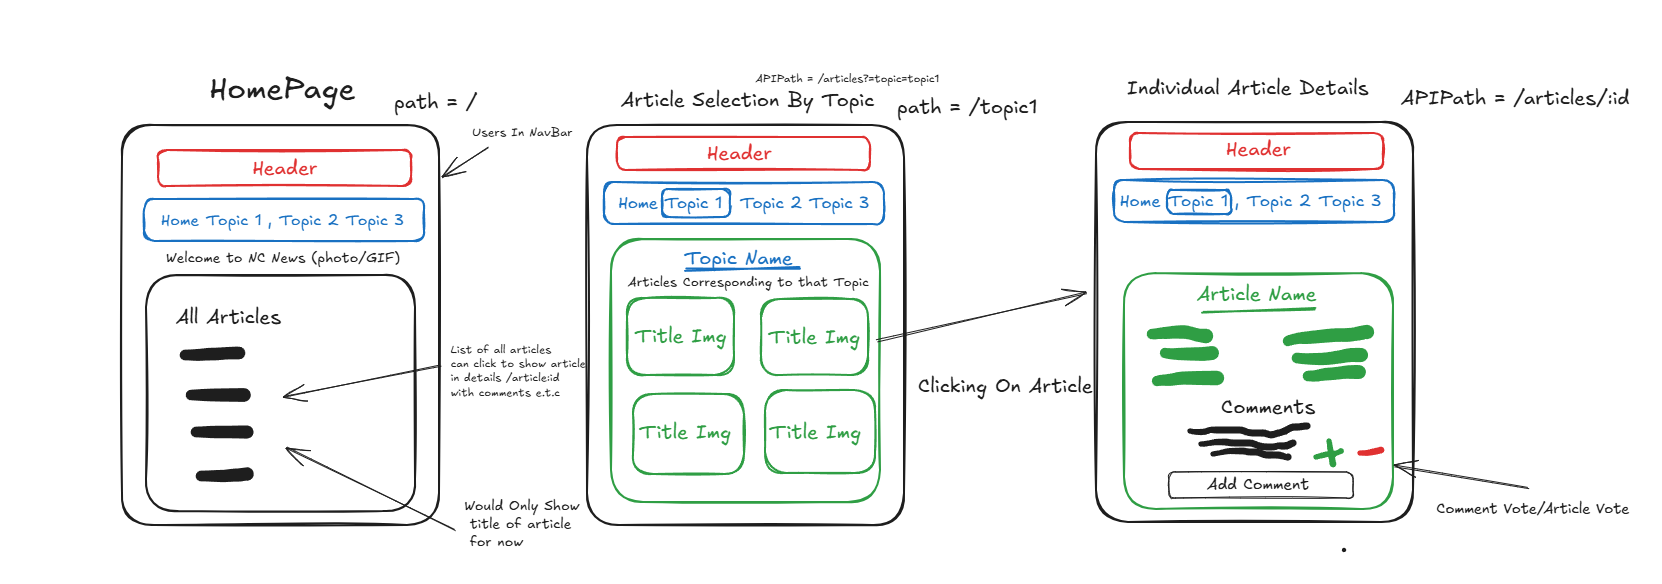 HomePage
path = /
Users In NavBar
Header
Home Topic 1 , Topic 2 Topic 3
Welcome to NC News (photo/GIF)
All Articles
List of all articles
can click to show article
in details /article:id
with comments e.t.c
Would Only Show
title of article
for now
APIPath = /articles?=topic=topic1
Article Selection By Topic
path = /topic1
Header
Home Topic 1 , Topic 2 Topic 3
Topic Name
Articles Corresponding to that Topic
Title Img
Title Img
Title Img
Title Img
Clicking On Article
Individual Article Details
APIPath = /articles/:id
Header
Home Topic 1 , Topic 2 Topic 3
Article Name
Comments
Add Comment
Comment Vote/Article Vote